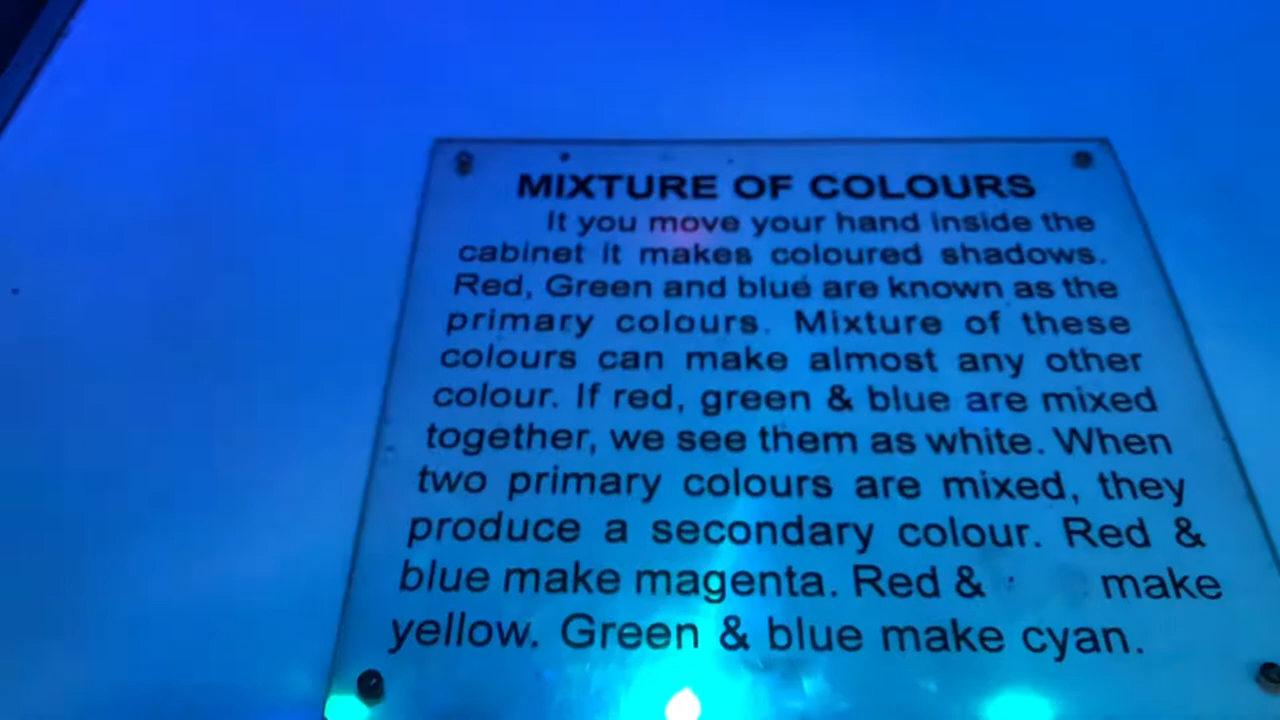 MIXTURE OF COLOURS
It you move your hand inside the
cabinet it makes coloured shadows.
Red, Green and blue are known as the
primary colours. Mixture of these
colours can make almost any other
colour. If red, green & blue are mixed
together, we see them as white. When
two primary colours are mixed, they
produce a secondary colour. Red &
blue make magenta. Red & make
yellow. Green & blue make cyan.